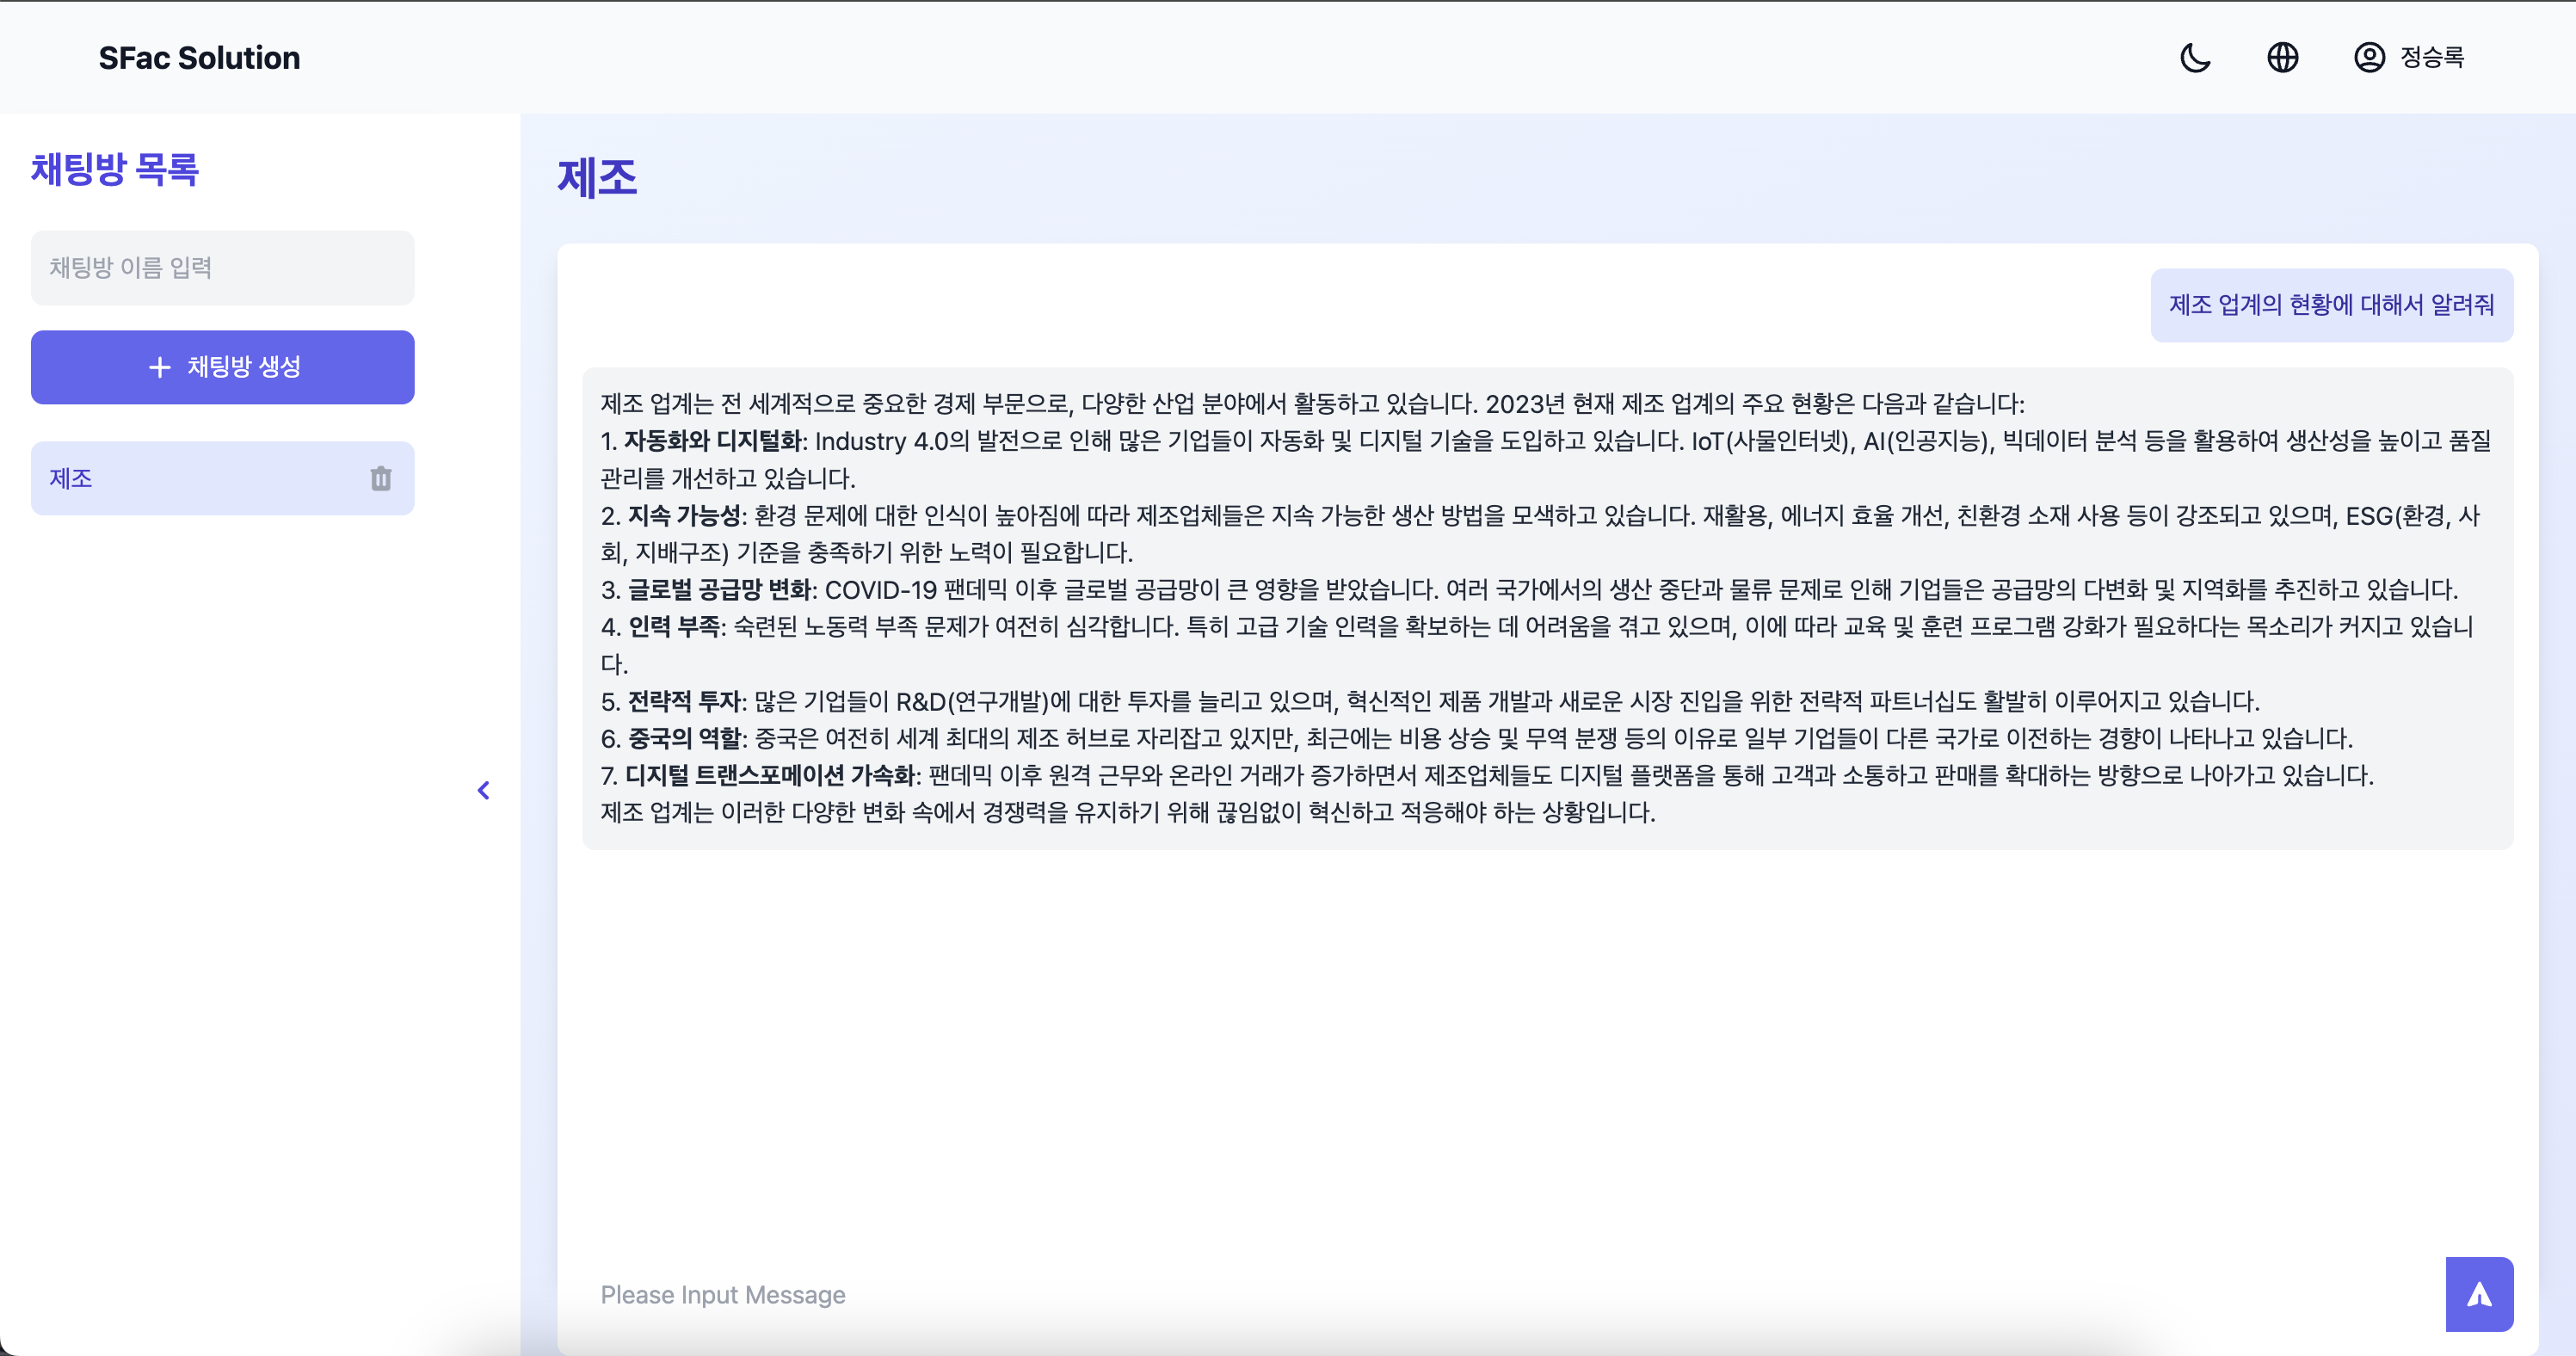 SFac Solution
정승록
채팅방 목록
채팅방 이름 입력
채팅방 생성
제조
제조
제조 업계의 현황에 대해서 알려줘
제조 업계는 전 세계적으로 중요한 경제 부문으로, 다양한 산업 분야에서 활동하고 있습니다. 2023년 현재 제조 업계의 주요 현황은 다음과 같습니다:
1. 자동화와 디지털화: Industry 4.0의 발전으로 인해 많은 기업들이 자동화 및 디지털 기술을 도입하고 있습니다. IoT(사물인터넷), AI(인공지능), 빅데이터 분석 등을 활용하여 생산성을 높이고 품질
관리를 개선하고 있습니다.
2. 지속 가능성: 환경 문제에 대한 인식이 높아짐에 따라 제조업체들은 지속 가능한 생산 방법을 모색하고 있습니다. 재활용, 에너지 효율 개선, 친환경 소재 사용 등이 강조되고 있으며, ESG(환경, 사
회, 지배구조) 기준을 충족하기 위한 노력이 필요합니다.
3. 글로벌 공급망 변화: COVID-19 팬데믹 이후 글로벌 공급망이 큰 영향을 받았습니다. 여러 국가에서의 생산 중단과 물류 문제로 인해 기업들은 공급망의 다변화 및 지역화를 추진하고 있습니다.
4. 인력 부족: 숙련된 노동력 부족 문제가 여전히 심각합니다. 특히 고급 기술 인력을 확보하는 데 어려움을 겪고 있으며, 이에 따라 교육 및 훈련 프로그램 강화가 필요하다는 목소리가 커지고 있습니
다.
5. 전략적 투자: 많은 기업들이 R&D(연구개발)에 대한 투자를 늘리고 있으며, 혁신적인 제품 개발과 새로운 시장 진입을 위한 전략적 파트너십도 활발히 이루어지고 있습니다.
6. 중국의 역할: 중국은 여전히 세계 최대의 제조 허브로 자리잡고 있지만, 최근에는 비용 상승 및 무역 분쟁 등의 이유로 일부 기업들이 다른 국가로 이전하는 경향이 나타나고 있습니다.
7. 디지털 트랜스포메이션 가속화: 팬데믹 이후 원격 근무와 온라인 거래가 증가하면서 제조업체들도 디지털 플랫폼을 통해 고객과 소통하고 판매를 확대하는 방향으로 나아가고 있습니다.
제조 업계는 이러한 다양한 변화 속에서 경쟁력을 유지하기 위해 끊임없이 혁신하고 적응해야 하는 상황입니다.
Please Input Message